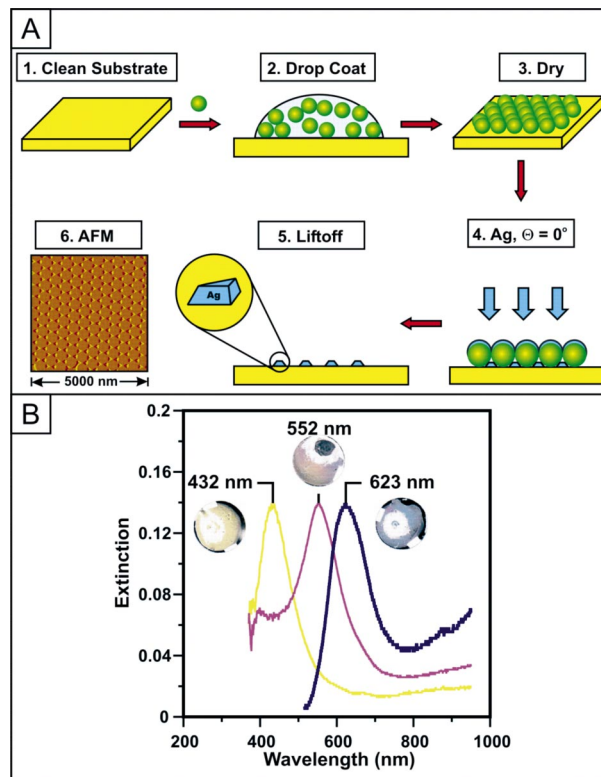 A
1. Clean Substrate
2. Drop Coat
3. Dry
6. AFM
5. Liftoff
4. Ag, Θ = 0°
Ag
5000 nm
B
0.2
0.16
0.12
0.08
0.04
0
Extinction
432 nm
552 nm
623 nm
200
400
600
800
1000
Wavelength (nm)